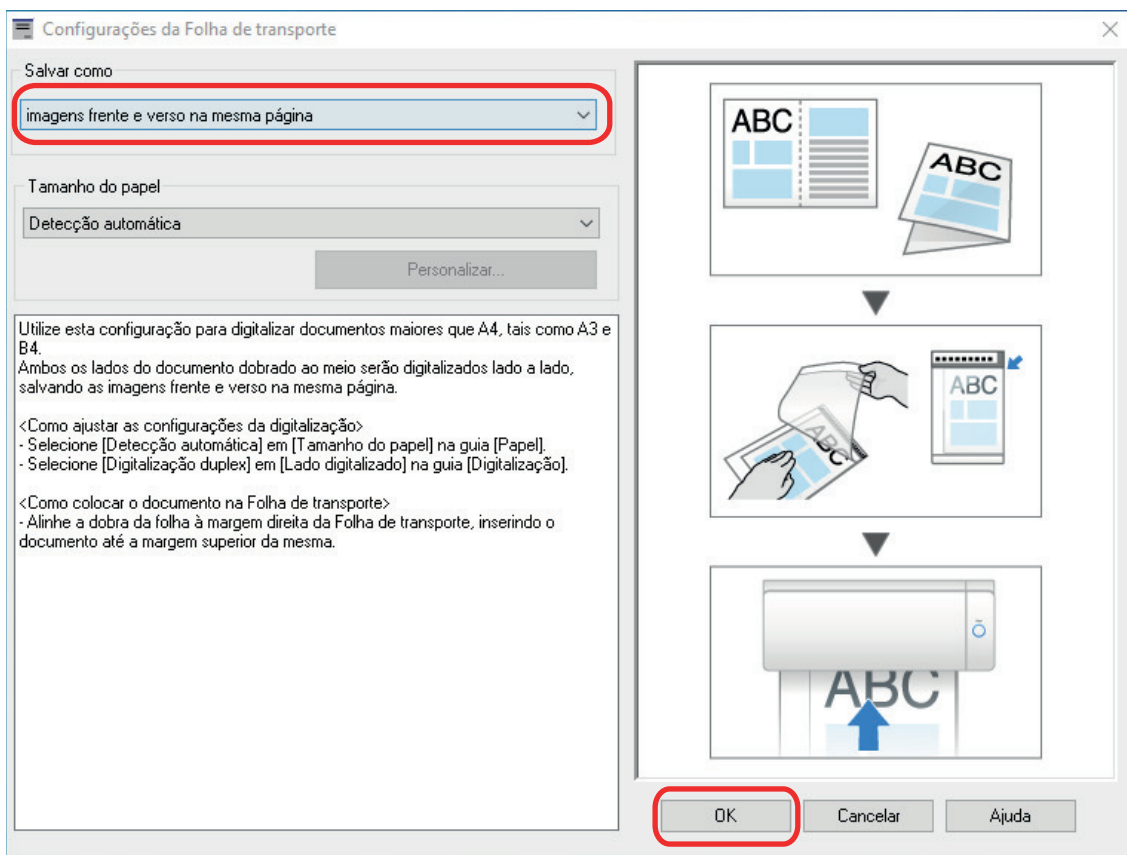 Configurações da Folha de transporte
Salvar como
imagens frente e verso na mesma página
Tamanho do papel
Detecção automática
Personalizar...
Utilize esta configuração para digitalizar documentos maiores que A4, tais como A3 e
B4.
Ambos os lados do documento dobrado ao meio serão digitalizados lado a lado,
salvando as imagens frente e verso na mesma página.
<Como ajustar as configurações da digitalização>
- Selecione [Detecção automática] em [Tamanho do papel] na guia [Papel].
- Selecione [Digitalização duplex] em [Lado digitalizado] na guia [Digitalização].
<Como colocar o documento na Folha de transporte>
- Alinhe a dobra da folha à margem direita da Folha de transporte, inserindo o
documento até a margem superior da mesma.
ABC
ABC
ABC
ABC
ABC
OK
Cancelar
Ajuda